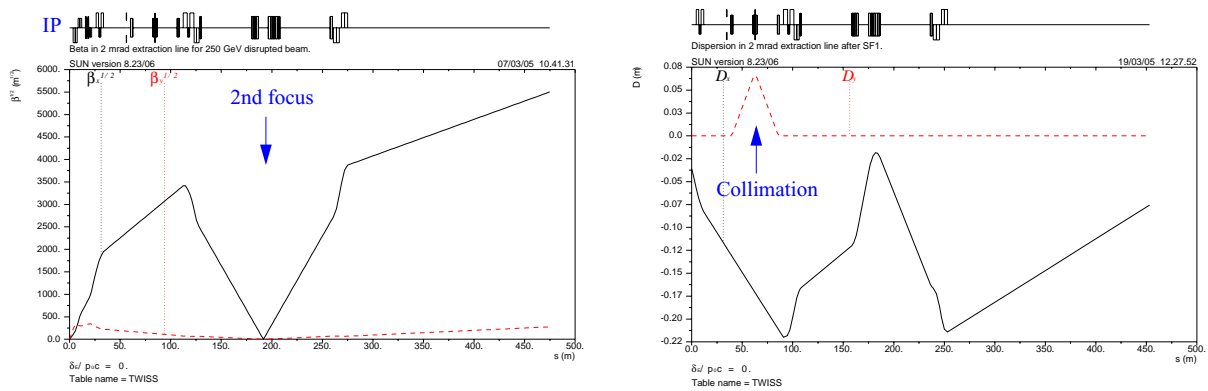 IP
Beta in 2 mrad extraction line for 250 GeV disrupted beam.
SUN version 8.23/06 07/03/05 10.41.31
β (m )
6000.
5500.
5000.
4500.
4000.
3500.
3000.
2500.
2000.
1500.
1000.
500.
0.0
βx 1/2 βy 1/2
2nd focus
0.0 50. 100. 150. 200. 250. 300. 350. 400. 450. 500.
s (m)
δ / p c = 0.
Table name = TWISS
Dispersion in 2 mrad extraction line after SF1.
SUN version 8.23/06 19/03/05 12.27.52
D (m)
0.08
0.05
0.03
0.0
-0.02
-0.05
-0.07
-0.10
-0.12
-0.15
-0.17
-0.20
-0.22
Dx Dy
Collimation
0.0 50. 100. 150. 200. 250. 300. 350. 400. 450. 500.
s (m)
δ / p c = 0.
Table name = TWISS